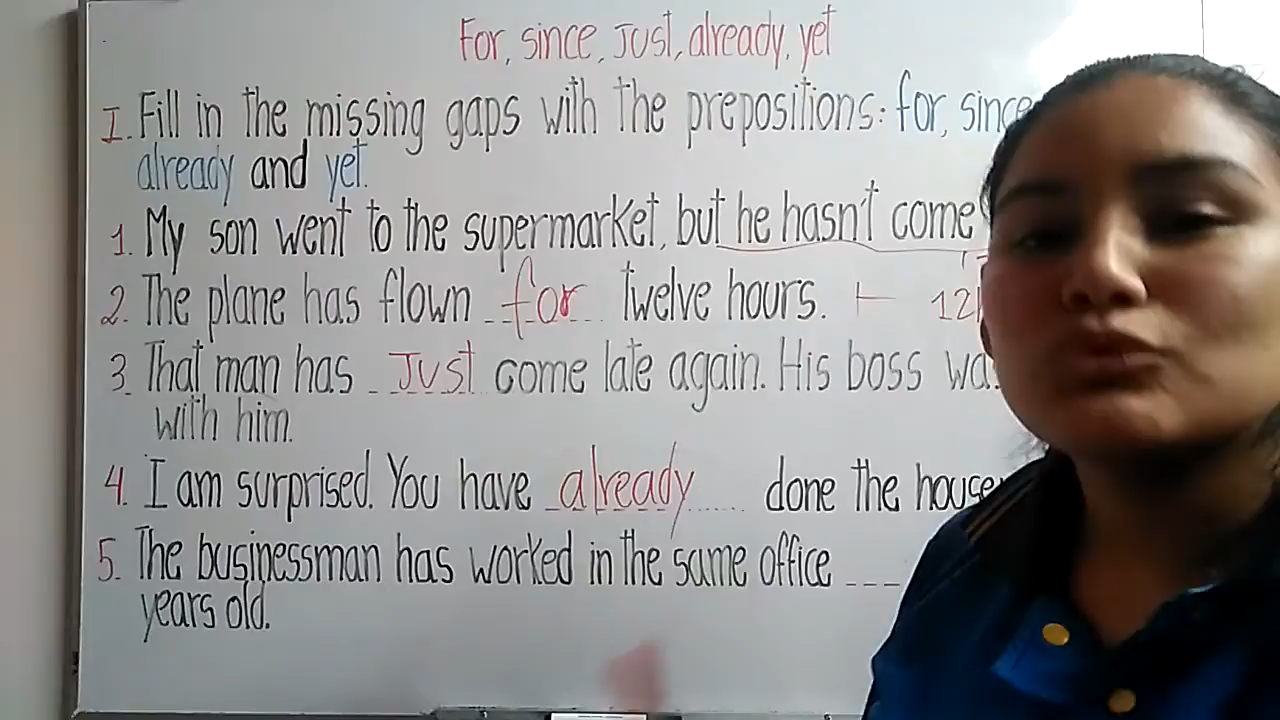 For, since, Just, already, yet
I. Fill in the missing gaps with the prepositions: for, since
already and yet.
1. My son went to the supermarket, but he hasn't come
2. The plane has flown for twelve hours. 12h
3. That man has Just come late again. His boss
with him.
4. I am surprised. You have already done the
5. The businessman has worked in the same office
years old.